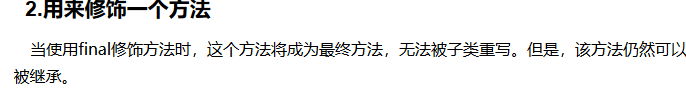 2.用来修饰一个方法
当使用final修饰方法时，这个方法将成为最终方法，无法被子类重写。但是，该方法仍然可以
被继承。